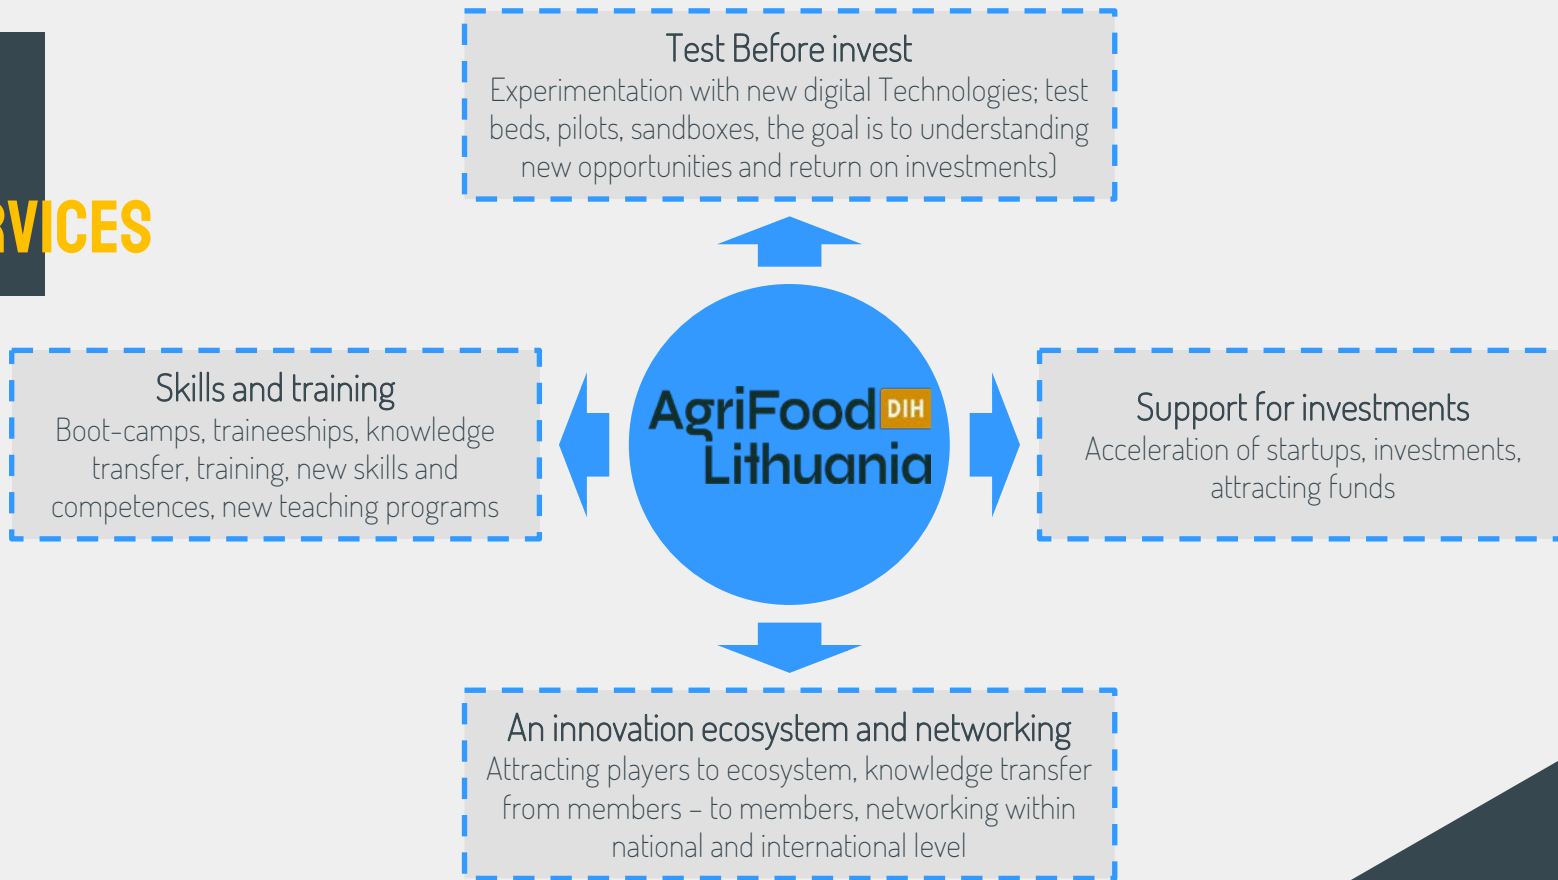 Test Before invest
Experimentation with new digital Technologies; test
beds, pilots, sandboxes, the goal is to understanding
new opportunities and return on investments)
RVICES
Skills and training
Boot-camps, traineeships, knowledge
transfer, training, new skills and
competences, new teaching programs
AgriFood DIH
Lithuania
Support for investments
Acceleration of startups, investments,
attracting funds
An innovation ecosystem and networking
Attracting players to ecosystem, knowledge transfer
from members – to members, networking within
national and international level